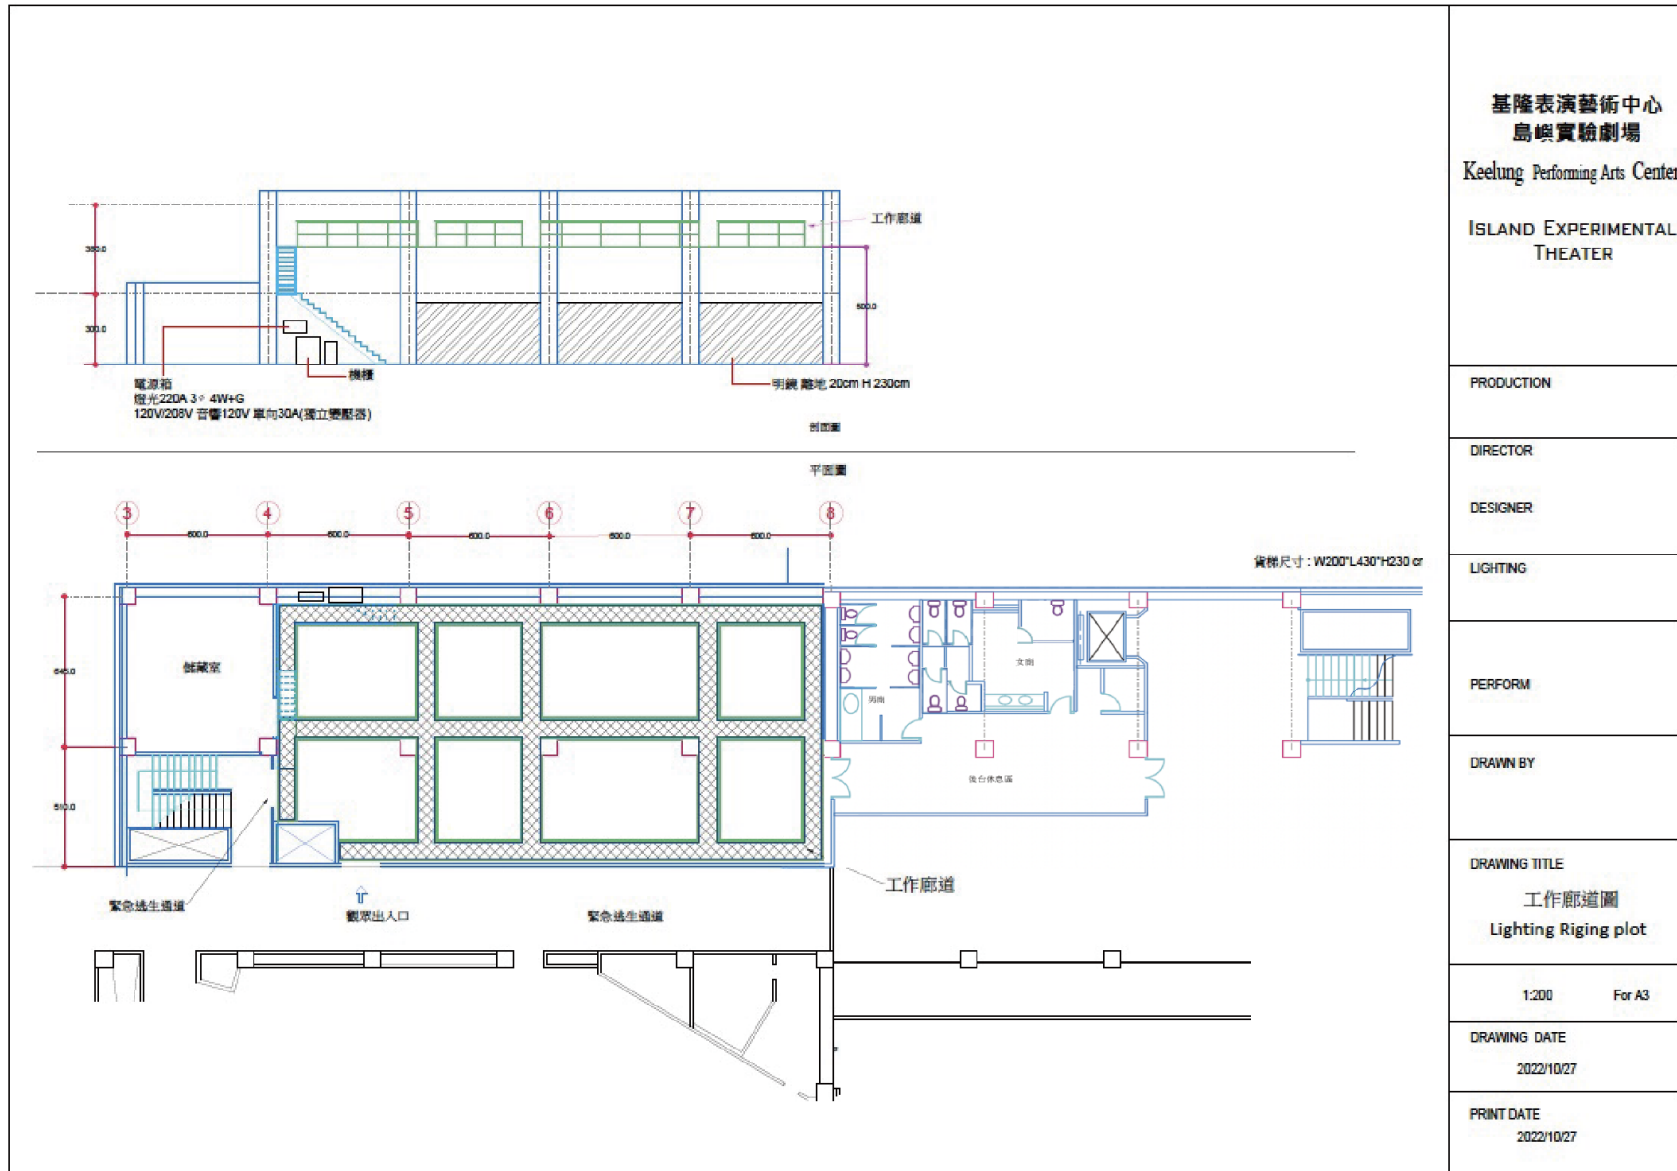 工作廊道
380.0
300.0
500.0
電源箱
燈光220A 3φ 4W+G
120V/208V 音響120V 單向30A(獨立變壓器)
機櫃
明鏡 離地 20cm H 230cm
剖面圖
平面圖
3 4 5 6 7 8
600.0 600.0 600.0 600.0 600.0
貨梯尺寸 : W200*L430*H230 cr
645.0
510.0
儲藏室
女廁
男廁
後台休息區
工作廊道
緊急逃生通道
觀眾出入口
緊急逃生通道
基隆表演藝術中心
島嶼實驗劇場
Keelung Performing Arts Center
ISLAND EXPERIMENTAL
THEATER
PRODUCTION
DIRECTOR
DESIGNER
LIGHTING
PERFORM
DRAWN BY
DRAWING TITLE
工作廊道圖
Lighting Riging plot
1:200 For A3
DRAWING DATE
2022/10/27
PRINT DATE
2022/10/27